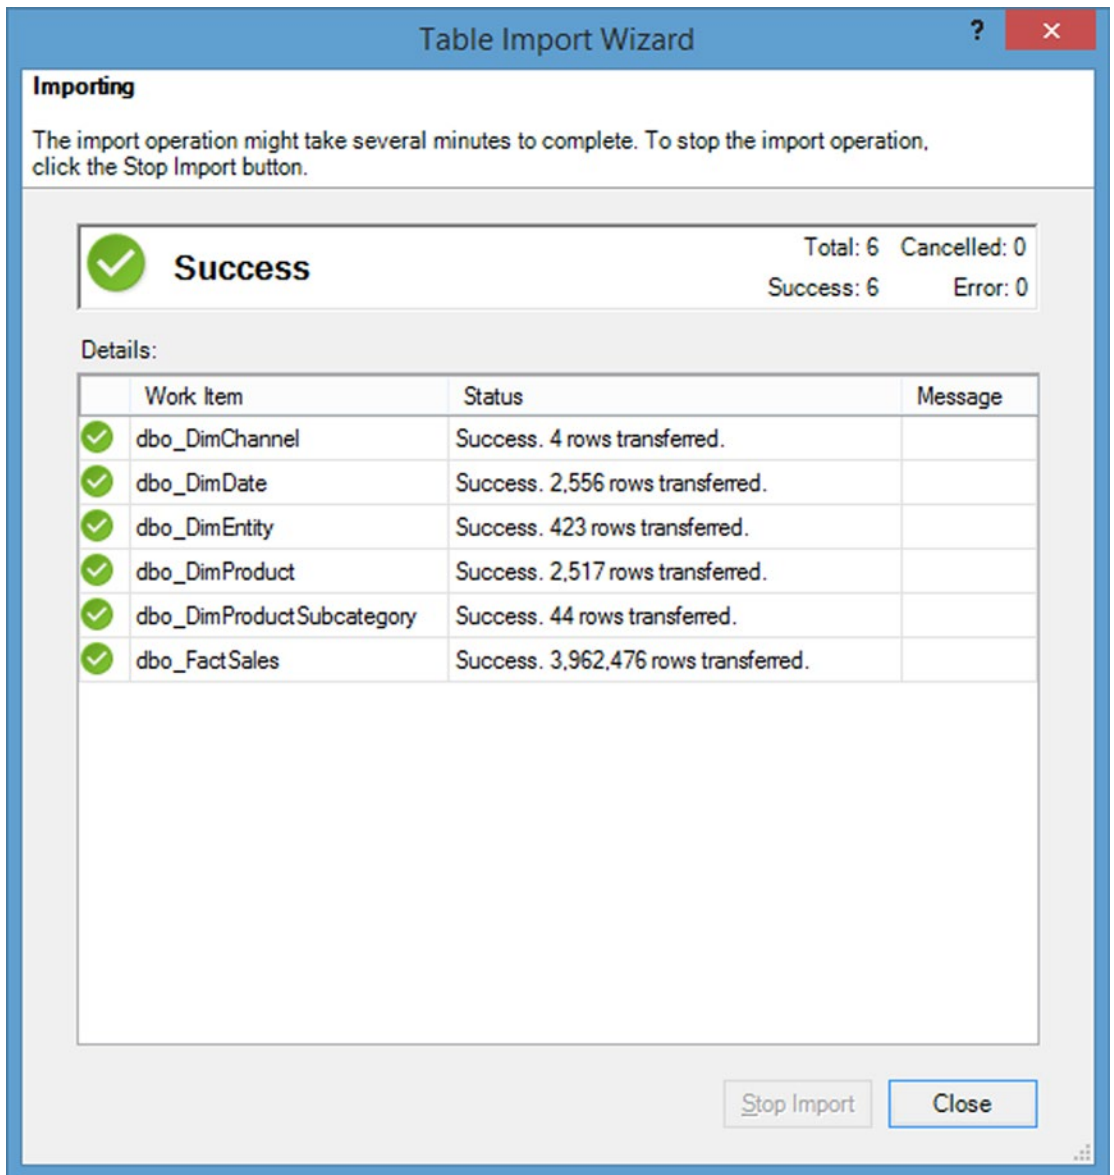 Table Import Wizard
?
Importing
The import operation might take several minutes to complete. To stop the import operation,
click the Stop Import button.
Success
Total: 6 Cancelled: 0
Success: 6 Error: 0
Details:
Work Item Status Message
dbo_DimChannel Success. 4 rows transferred.
dbo_DimDate Success. 2,556 rows transferred.
dbo_DimEntity Success. 423 rows transferred.
dbo_DimProduct Success. 2,517 rows transferred.
dbo_DimProductSubcategory Success. 44 rows transferred.
dbo_FactSales Success. 3,962,476 rows transferred.
Stop Import Close